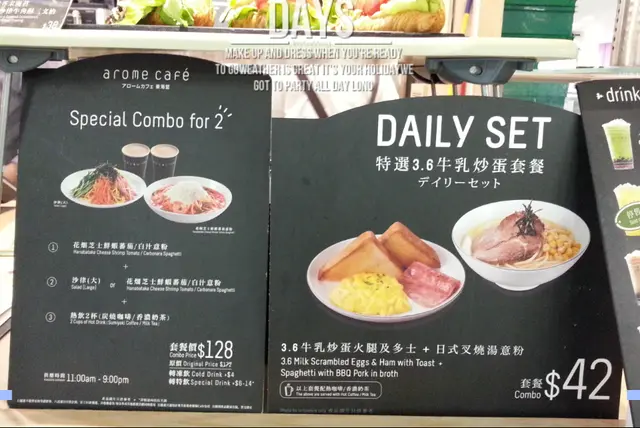 DAYS
MAKE UP AND DRESS WHEN YOU'RE READY
TO GO WEATHER IS GREAT IT'S YOUR HOLIDAY WE
GOT TO PARTY ALL DAY LONG
arome café
アロームカフェ 東海堂
Special Combo for 2
① 花畑芝士鮮蝦蕃茄/白汁意粉
Hanabatake Cheese Shrimp Tomato / Carbonara Spaghetti
+
② 沙律(大) or 花畑芝士鮮蝦蕃茄/白汁意粉
Salad (Large) Hanabatake Cheese Shrimp Tomato / Carbonara Spaghetti
+
③ 熱飲2杯(炭燒咖啡/香濃奶茶)
2 Cups of Hot Drink (Sumiyaki Coffee / Milk Tea)
套餐價 $128
Combo Price
原價 Original Price
轉凍飲 Cold Drink +$4
轉特飲 Special Drink +$8-14
供應時間 11:00am - 9:00pm
DAILY SET
特選3.6牛乳炒蛋套餐
デイリーセット
3.6牛乳炒蛋火腿及多士 + 日式叉燒湯意粉
3.6 Milk Scrambled Eggs & Ham with Toast +
Spaghetti with BBQ Pork in broth
以上套餐配熱咖啡/香濃奶茶
The above are served with Hot Coffee / Milk Tea
套餐 $42
Combo
drink